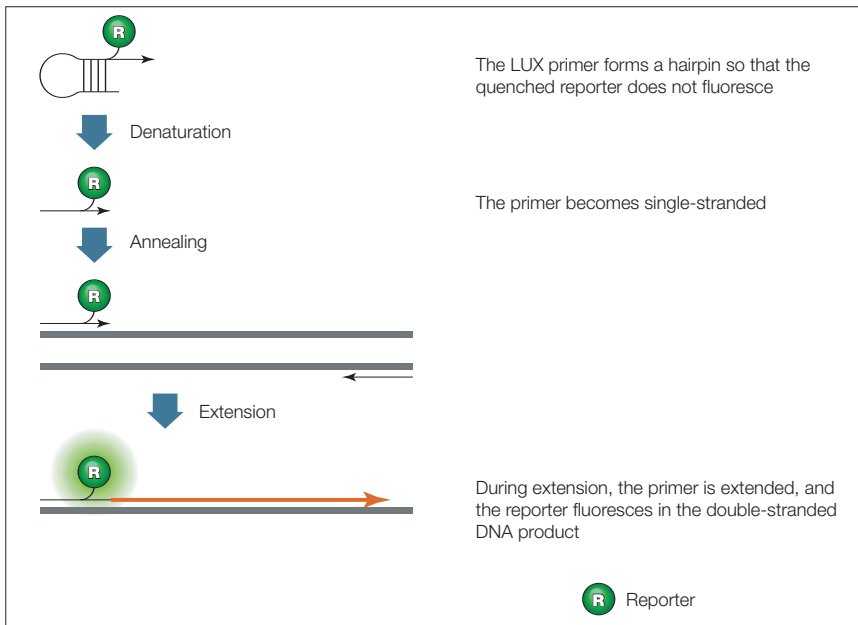 R
The LUX primer forms a hairpin so that the
quenched reporter does not fluoresce
Denaturation
R
The primer becomes single-stranded
Annealing
R
Extension
R
During extension, the primer is extended, and
the reporter fluoresces in the double-stranded
DNA product
R Reporter